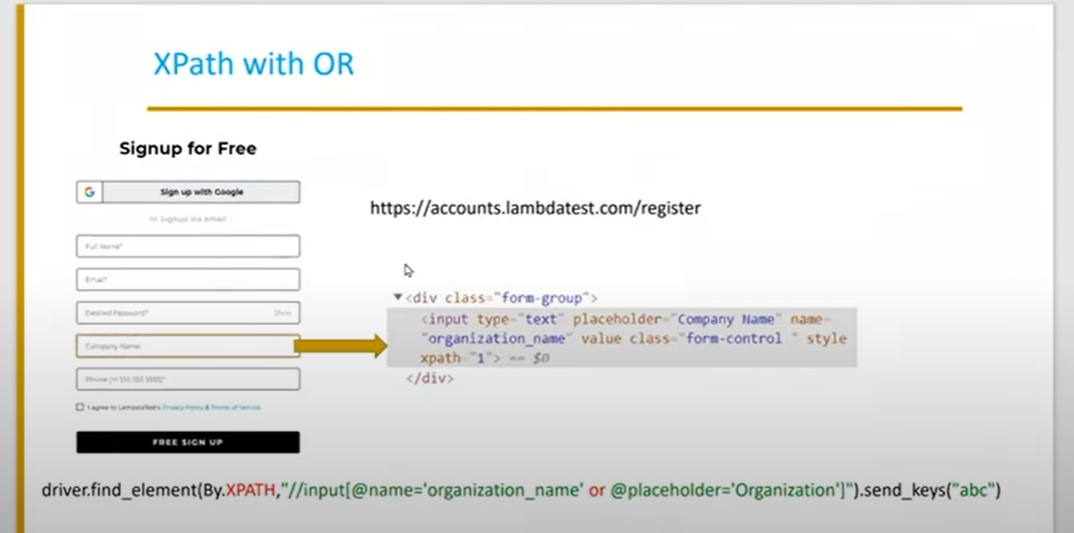 XPath with OR
Signup for Free
G Sign up with Google
or Signup via email -
https://accounts.lambdatest.com/register
Full Name*
Email*
Desired Password* Show
Company Name
Phone (+1 555 555 5555)*
I agree to LambdaTest's Privacy Policy & Terms of Service
FREE SIGN UP
▼<div class="form-group">
<input type="text" placeholder="Company Name" name=
"organization_name" value class="form-control " style
xpath="1"> == $0
</div>
driver.find_element(By.XPATH,"//input[@name='organization_name' or @placeholder='Organization']").send_keys("abc")